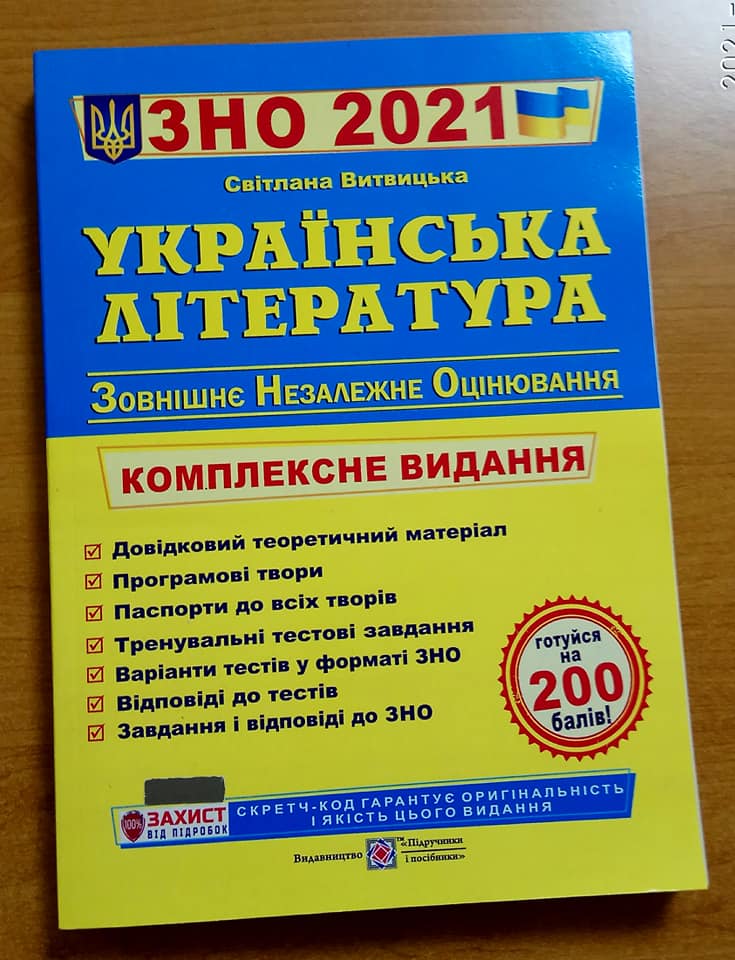 ЗНО 2021
Світлана Витвицька
УКРАЇНСЬКА
ЛІТЕРАТУРА
Зовнішнє Незалежне Оцінювання
КОМПЛЕКСНЕ ВИДАННЯ
Довідковий теоретичний матеріал
Програмові твори
Паспорти до всіх творів
Тренувальні тестові завдання
Варіанти тестів у форматі ЗНО
Відповіді до тестів
Завдання і відповіді до ЗНО
готуйся
на
200
балів!
100%
ЗАХИСТ
ВІД ПІДРОБОК
СКРЕТЧ-КОД ГАРАНТУЄ ОРИГІНАЛЬНІСТЬ
І ЯКІСТЬ ЦЬОГО ВИДАННЯ
Видавництво ™ «Підручники
і посібники»
2021